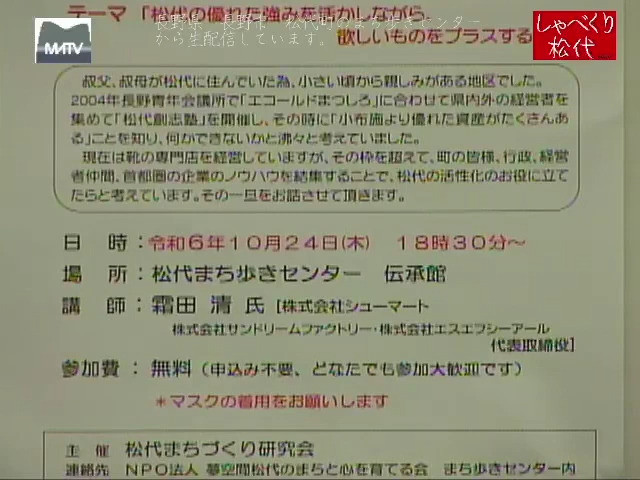 テーマ 「松代の優れた強みを活かしながら、
欲しいものをプラスする
長野県 長野市 松代町のまち歩きセンター
から生配信しています。
MATV
しゃべくり
松代
叔父、叔母が松代に住んでいた為、小さい頃から親しみがある地区でした。
2004年長野青年会議所で「エコールドまつしろ」に合わせて県内外の経営者を
集めて「松代創志塾」を開催し、その時に「小布施より優れた資産がたくさんあ
る」ことを知り、何かできないかと沸々と考えていました。
現在は靴の専門店を経営していますが、その枠を超えて、町の皆様、行政、経営
者仲間、首都圏の企業のノウハウを結集することで、松代の活性化のお役に立て
たらと考えています。その一旦をお話させて頂きます。
日 時：令和6年10月24日(木) 18時30分～
場 所：松代まち歩きセンター 伝承館
講 師：霜田 清 氏 [株式会社シューマート
株式会社サンドリームファクトリー・株式会社エスエフシーアール
代表取締役]
参加費：無料（申込み不要、どなたでも参加大歓迎です）
＊マスクの着用をお願いします
主 催 松代まちづくり研究会
連絡先 NPO法人 夢空間松代のまちと心を育てる会 まち歩きセンター内